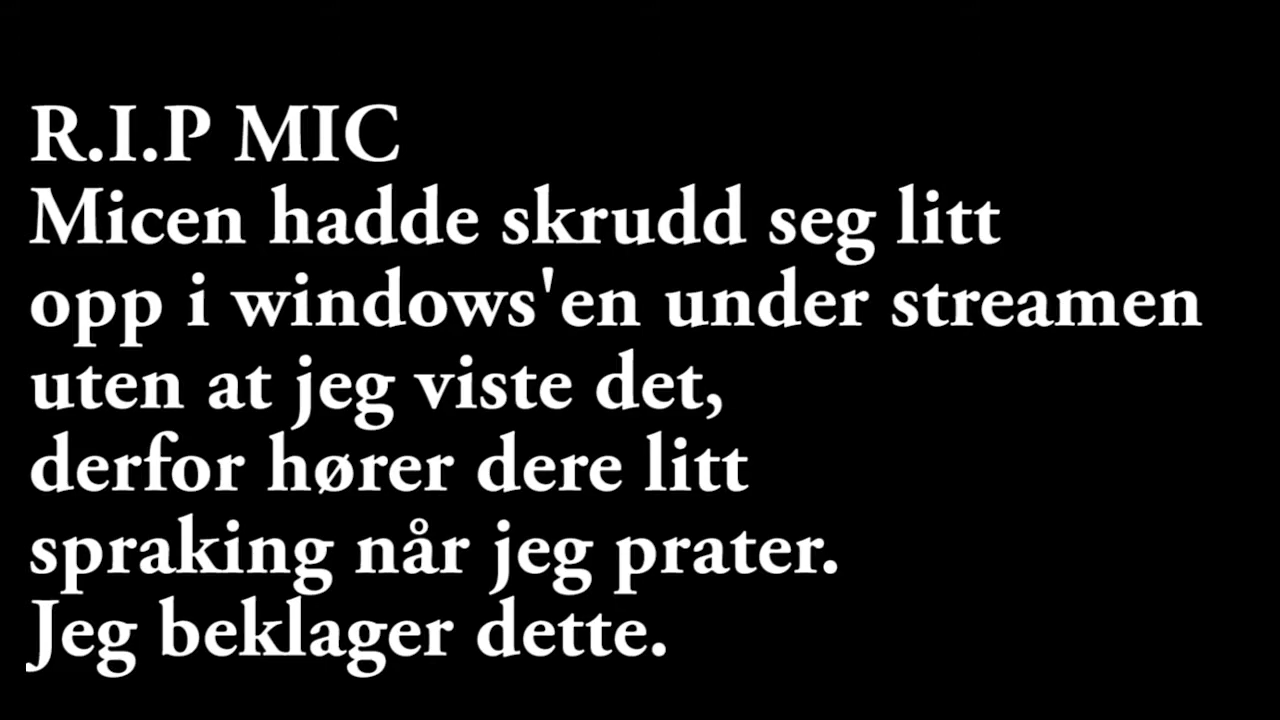 R.I.P MIC
Micen hadde skrudd seg litt
opp i windows'en under streamen
uten at jeg viste det,
derfor hører dere litt
spraking når jeg prater.
Jeg beklager dette.